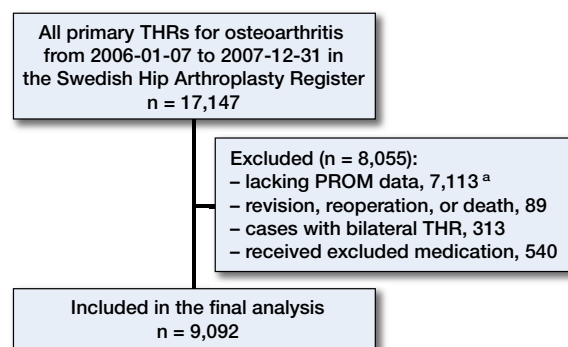 All primary THRs for osteoarthritis
from 2006-01-07 to 2007-12-31 in
the Swedish Hip Arthroplasty Register
n = 17,147
Excluded (n = 8,055):
– lacking PROM data, 7,113 a
– revision, reoperation, or death, 89
– cases with bilateral THR, 313
– received excluded medication, 540
Included in the final analysis
n = 9,092